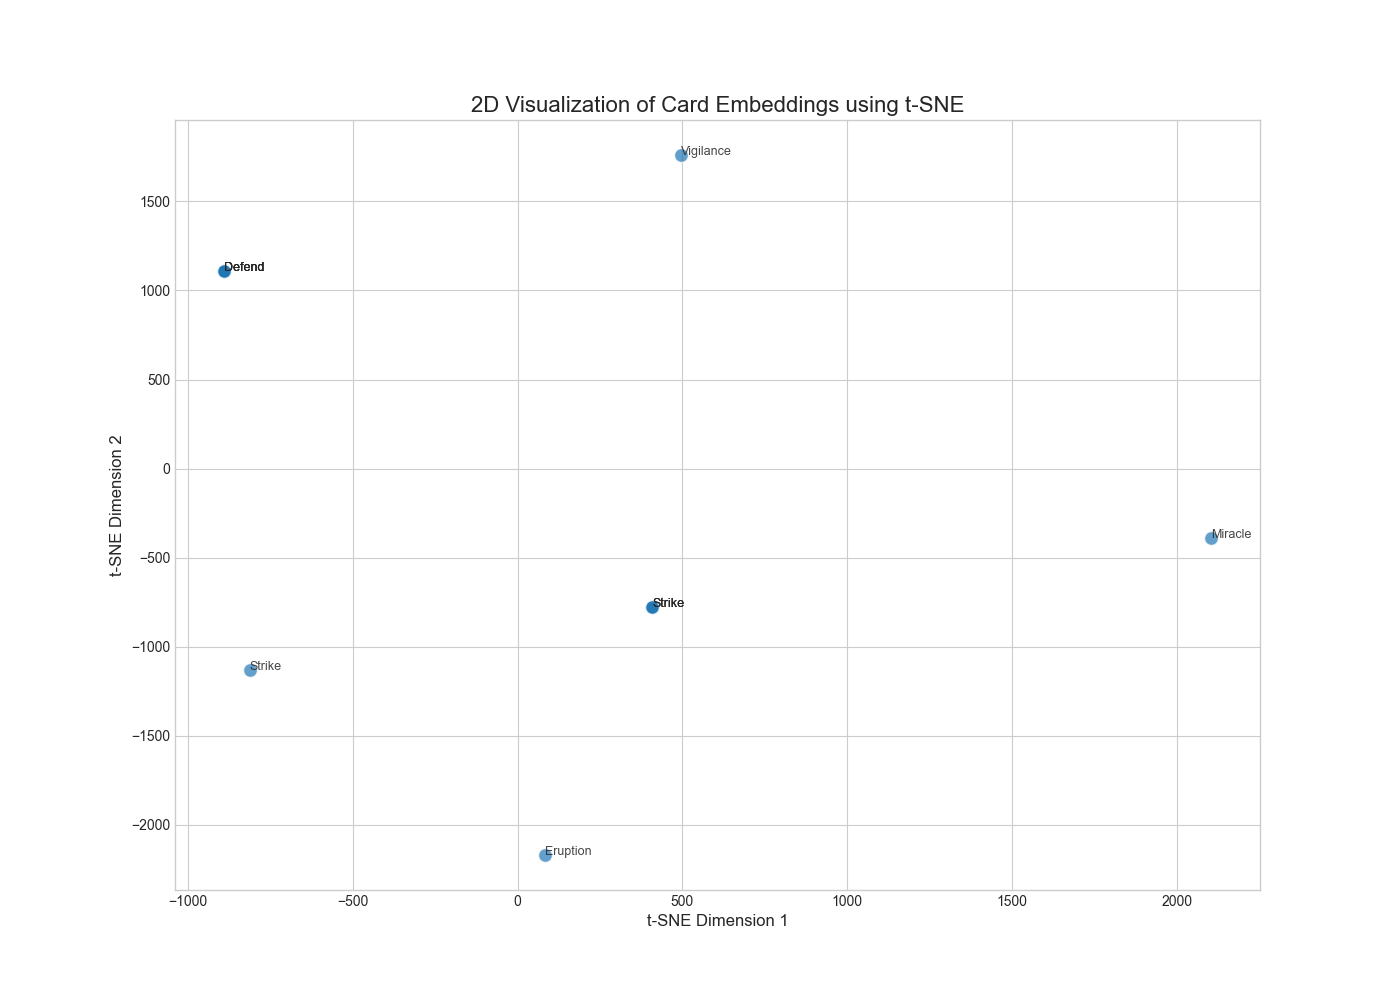 2D Visualization of Card Embeddings using t-SNE
Vigilance
1500
Defend
1000
500
t-SNE Dimension 2
0
Miracle
−500
Strike
−1000
Strike
−1500
−2000
Eruption
−1000 −500 0 500 1000 1500 2000
t-SNE Dimension 1